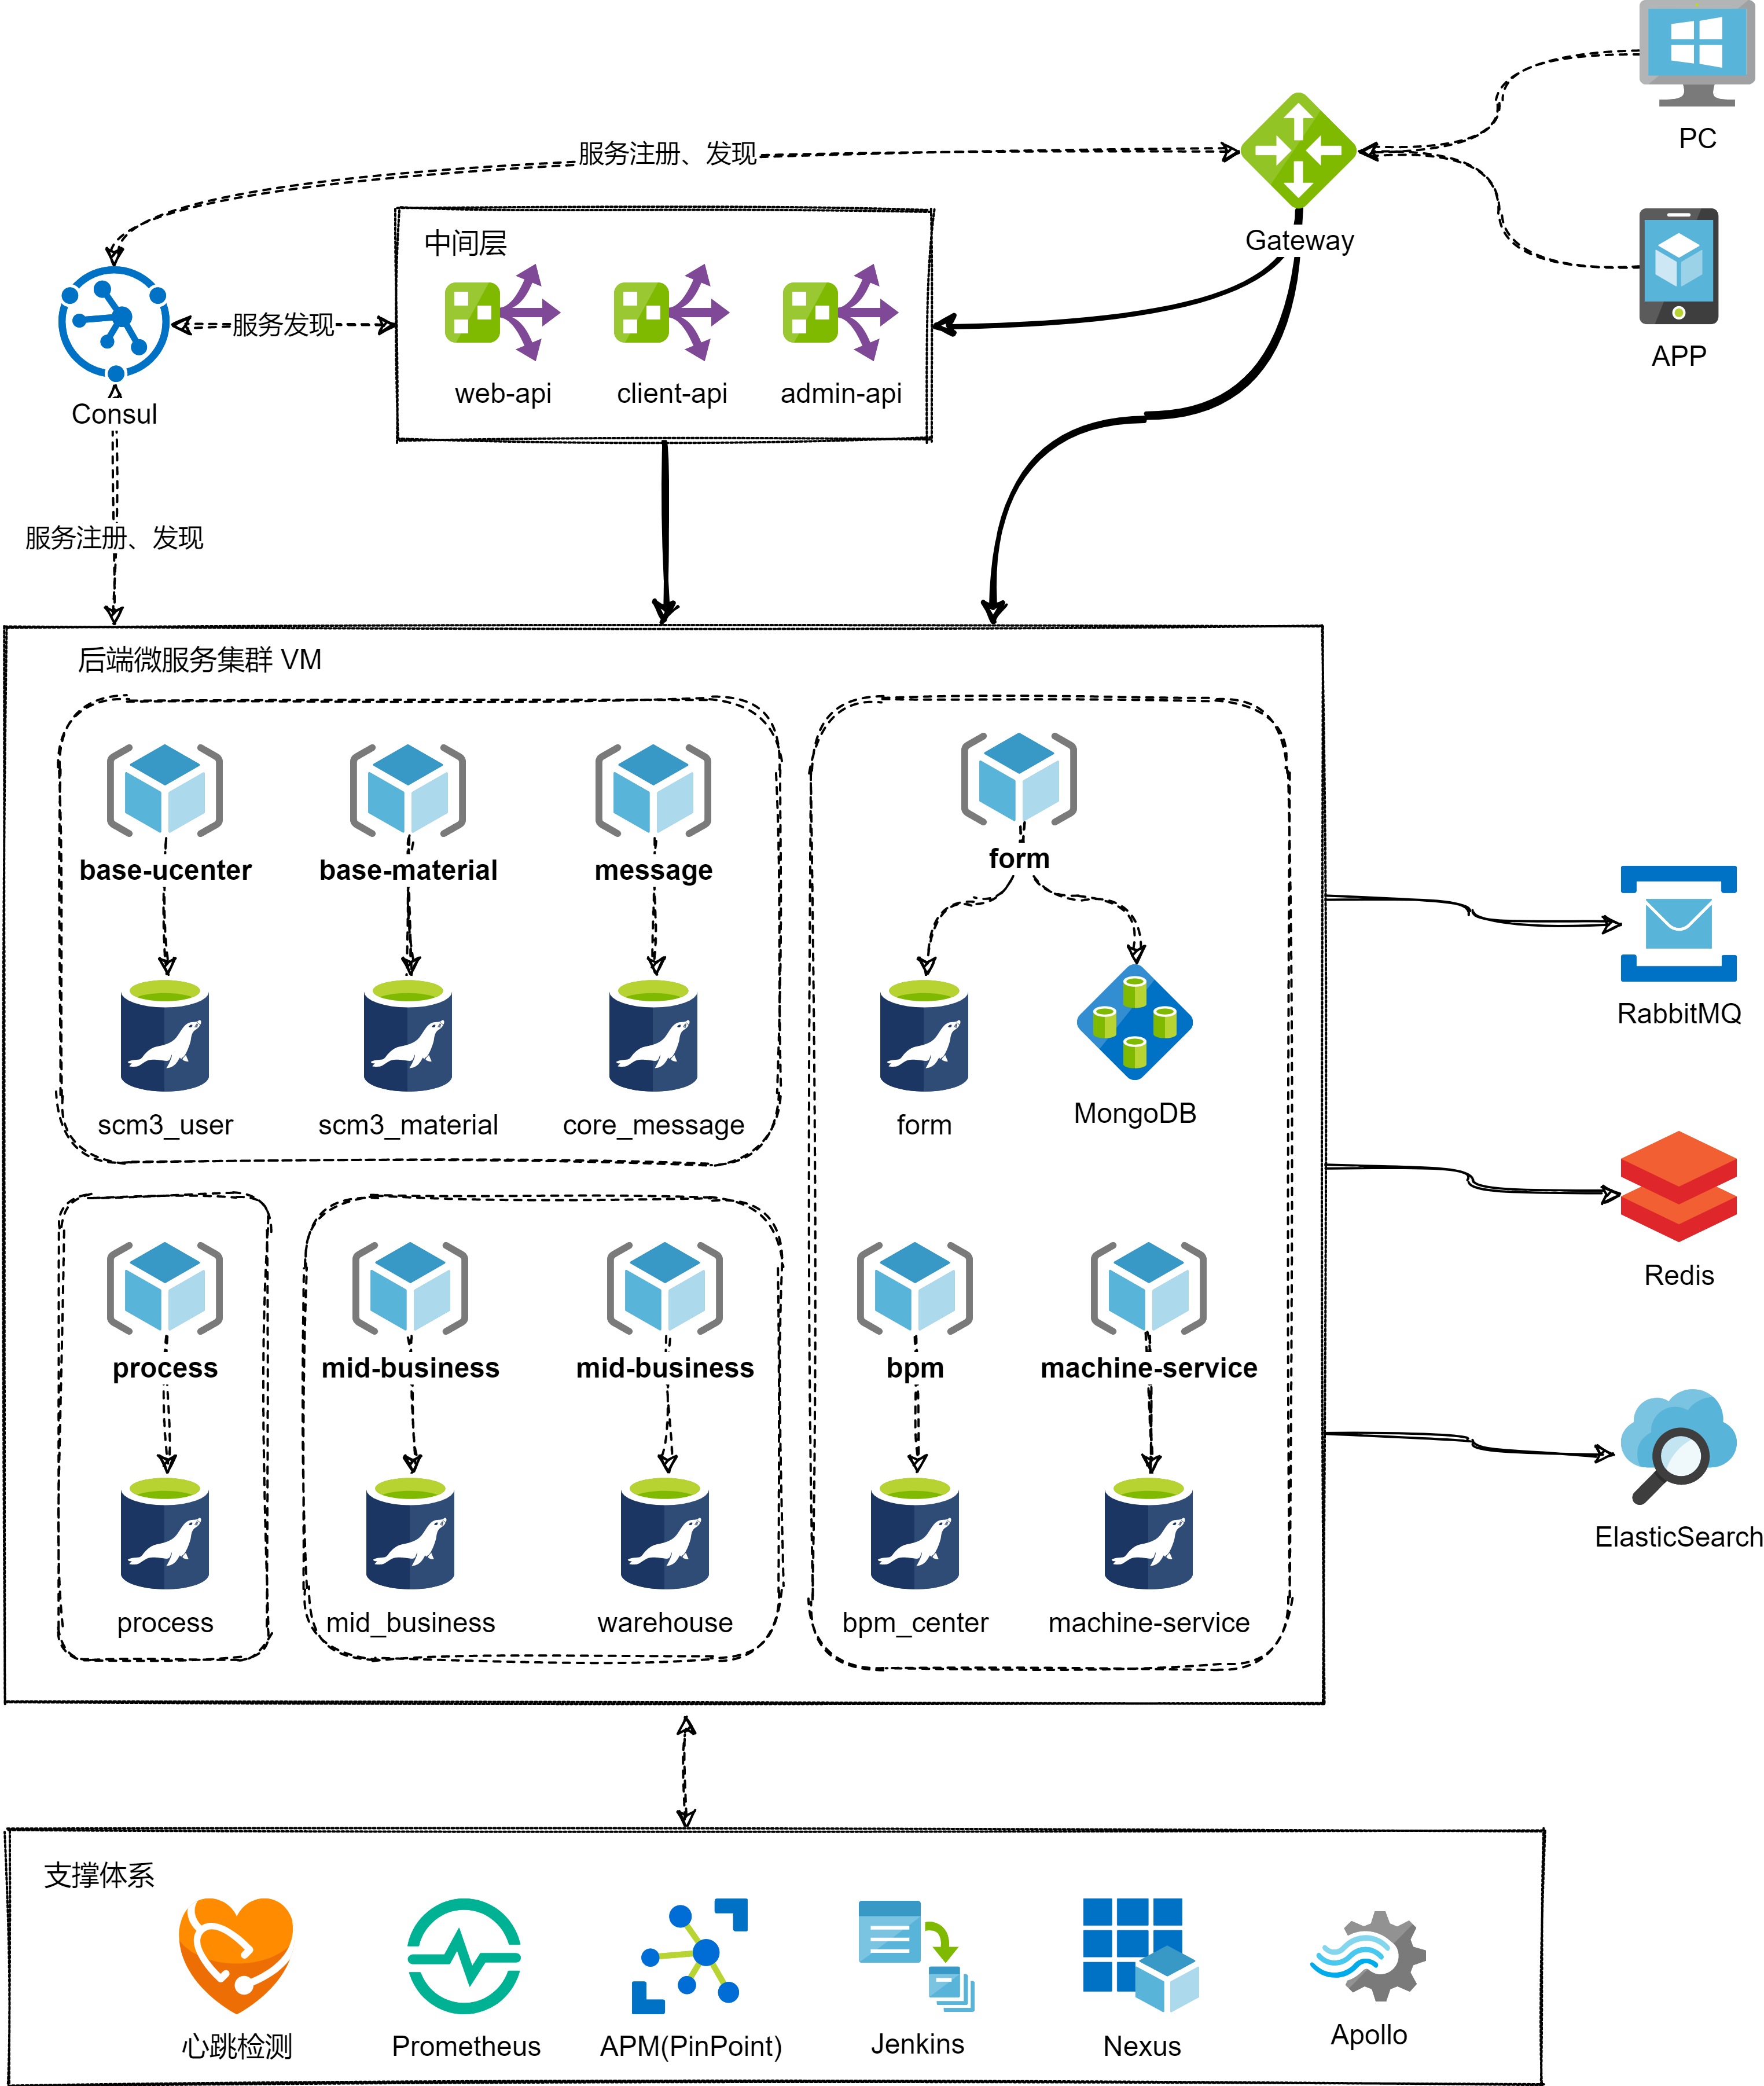 PC
服务注册、发现
Gateway
中间层
服务发现
web-api
client-api
admin-api
APP
Consul
服务注册、发现
后端微服务集群 VM
base-ucenter
base-material
message
form
scm3_user
scm3_material
core_message
form
MongoDB
RabbitMQ
Redis
process
mid-business
mid-business
bpm
machine-service
ElasticSearch
process
mid_business
warehouse
bpm_center
machine-service
支撑体系
心跳检测
Prometheus
APM(PinPoint)
Jenkins
Nexus
Apollo